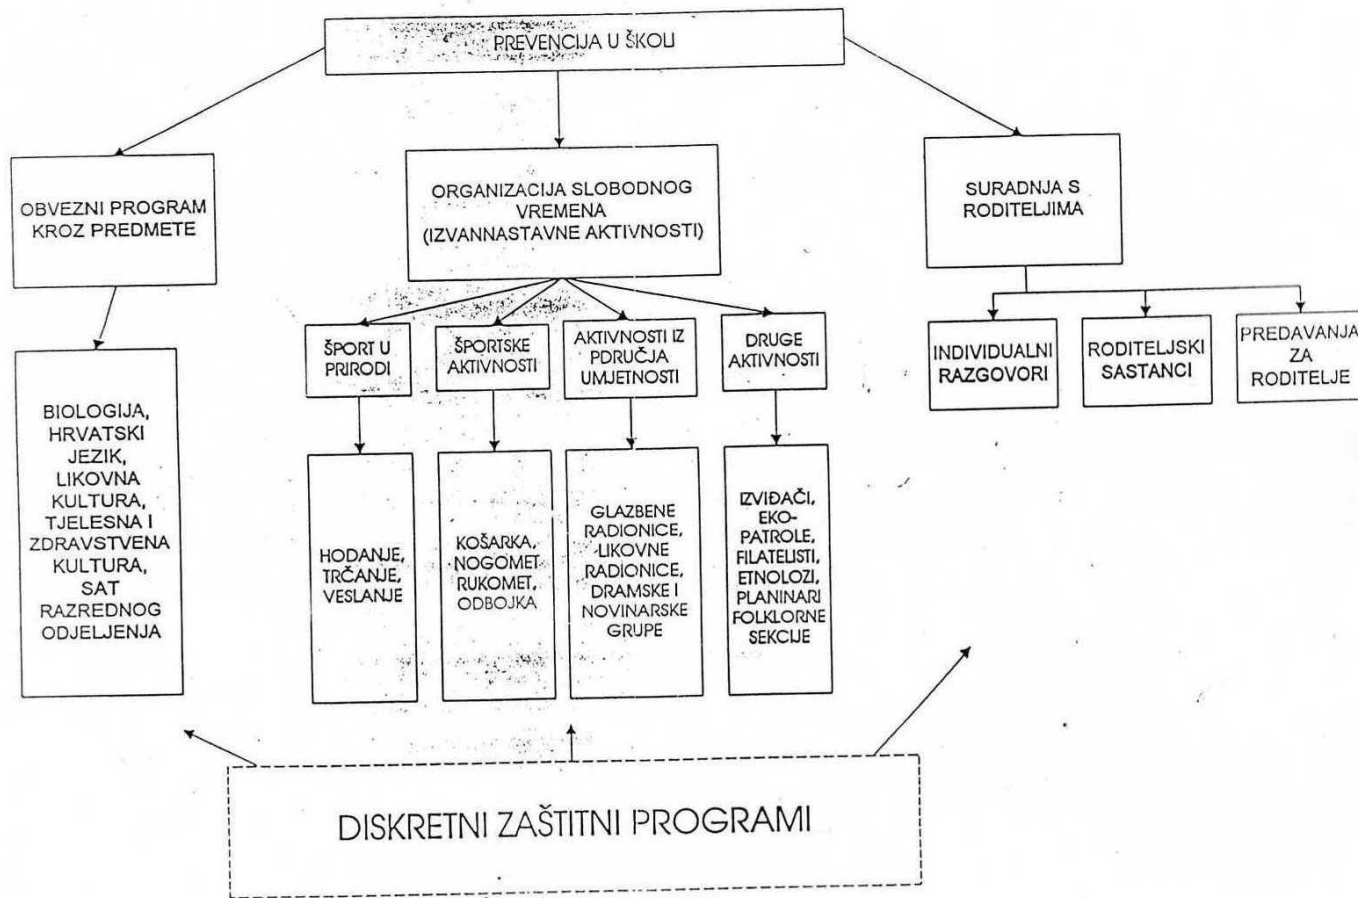 PREVENCIJA U ŠKOLI
OBVEZNI PROGRAM
KROZ PREDMETE
ORGANIZACIJA SLOBODNOG
VREMENA
(IZVANNASTAVNE AKTIVNOSTI)
SURADNJA S
RODITELJIMA
ŠPORT U
PRIRODI
ŠPORTSKE
AKTIVNOSTI
AKTIVNOSTI IZ
PDRUČJA
UMJETNOSTI
DRUGE
AKTIVNOSTI
INDIVIDUALNI
RAZGOVORI
RODITELJSKI
SASTANCI
PREDAVANJA
ZA
RODITELJE
BIOLOGIJA,
HRVATSKI
JEZIK,
LIKOVNA
KULTURA,
TJELESNA I
ZDRAVSTVENA
KULTURA,
SAT
RAZREDNOG
ODJELJENJA
HODANJE,
TRČANJE,
VESLANJE
KOŠARKA,
NOGOMET
RUKOMET,
ODBOJKA
GLAZBENE
RADIONICE,
LIKOVNE
RADIONICE,
DRAMSKE I
NOVINARSKE
GRUPE
IZVIĐAČI,
EKO-
PATROLE,
FILATELISTI,
ETNOLOZI,
PLANINARI
FOLKLORNE
SEKCIJE
DISKRETNI ZAŠTITNI PROGRAMI